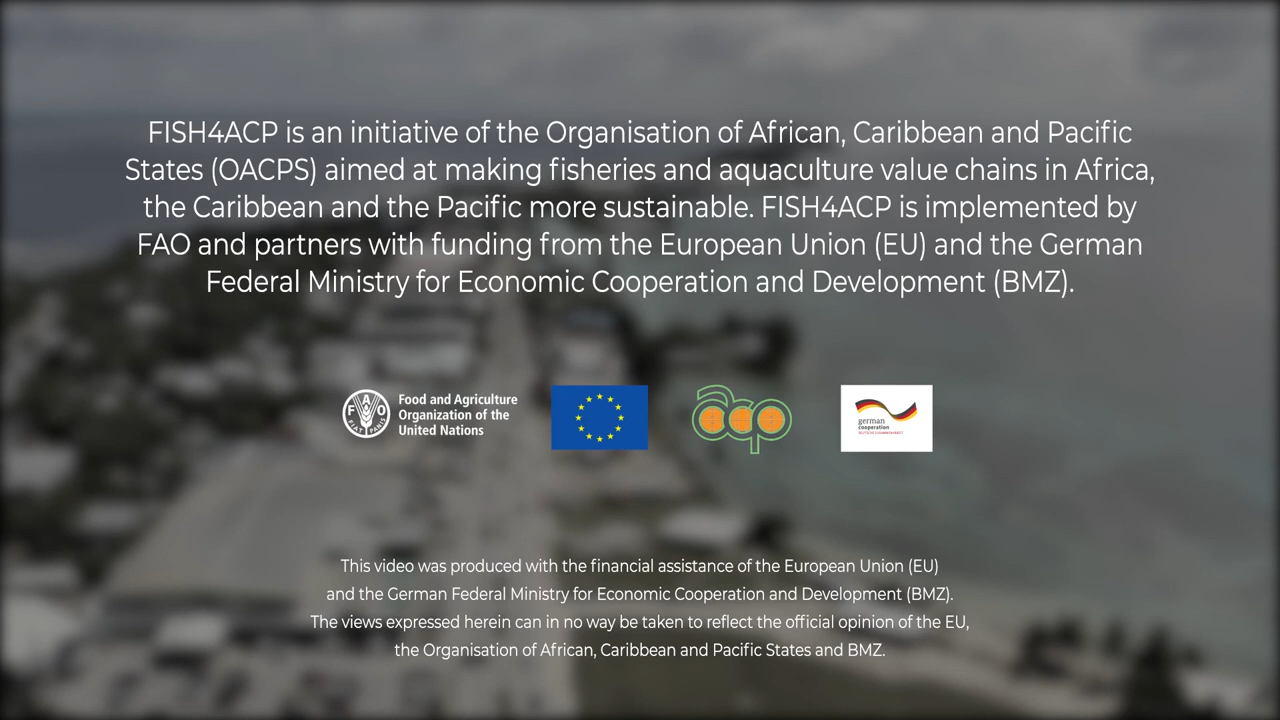 FISH4ACP is an initiative of the Organisation of African, Caribbean and Pacific
States (OACPS) aimed at making fisheries and aquaculture value chains in Africa,
the Caribbean and the Pacific more sustainable. FISH4ACP is implemented by
FAO and partners with funding from the European Union (EU) and the German
Federal Ministry for Economic Cooperation and Development (BMZ).
FAO
FIAT PANIS
Food and Agriculture
Organization of the
United Nations
acp
german
cooperation
DEUTSCHE ZUSAMMENARBEIT
This video was produced with the financial assistance of the European Union (EU)
and the German Federal Ministry for Economic Cooperation and Development (BMZ).
The views expressed herein can in no way be taken to reflect the official opinion of the EU,
the Organisation of African, Caribbean and Pacific States and BMZ.